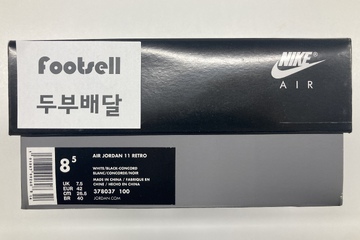 Footsell
두부배달
NIKE
AIR
8.5
UK 7.5
EUR 42
cm 26.5
BR 40
AIR JORDAN 11 RETRO
WHITE/BLACK-CONCORD
BLANC/CONCORDE/NOIR
MADE IN CHINA / FABRIQUE EN
CHINE / HECHO EN CHINA
378037 100
JORDAN.COM